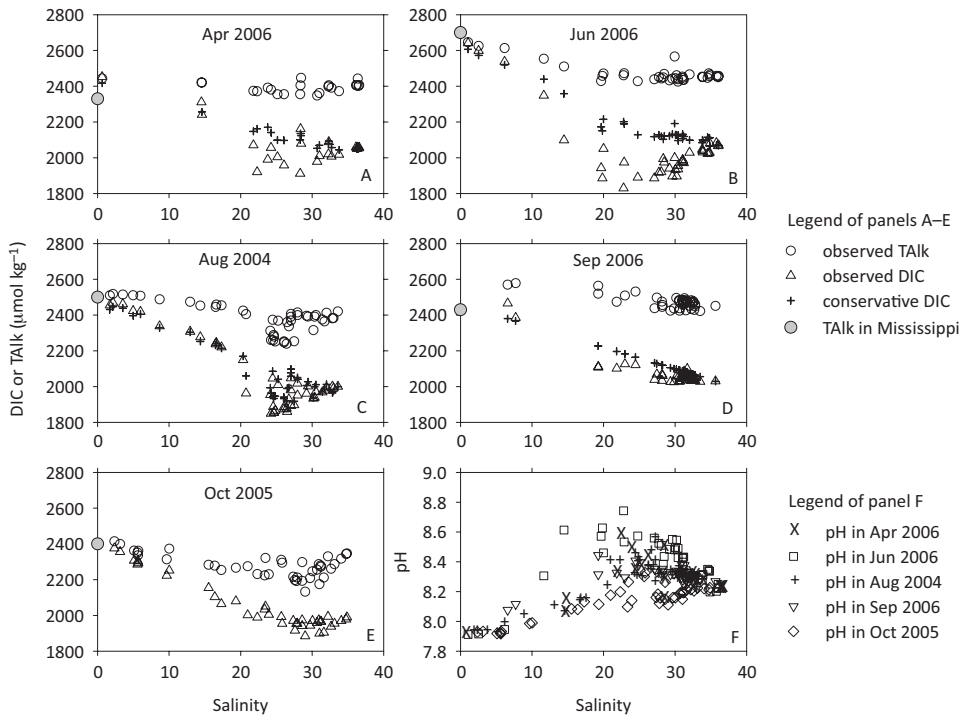 Apr 2006
2800
2600
2400
2200
2000
1800
0 10 20 30 40
A
Jun 2006
2800
2600
2400
2200
2000
1800
0 10 20 30 40
B
Aug 2004
2800
2600
2400
2200
2000
1800
0 10 20 30 40
C
Sep 2006
2800
2600
2400
2200
2000
1800
0 10 20 30 40
D
Oct 2005
2800
2600
2400
2200
2000
1800
0 10 20 30 40
E
9.0
8.8
8.6
8.4
8.2
8.0
7.8
0 10 20 30 40
F
DIC or TAlk (µmol kg⁻¹)
pH
Salinity
Salinity
Legend of panels A–E
observed TAlk
observed DIC
conservative DIC
TAlk in Mississippi
Legend of panel F
pH in Apr 2006
pH in Jun 2006
pH in Aug 2004
pH in Sep 2006
pH in Oct 2005